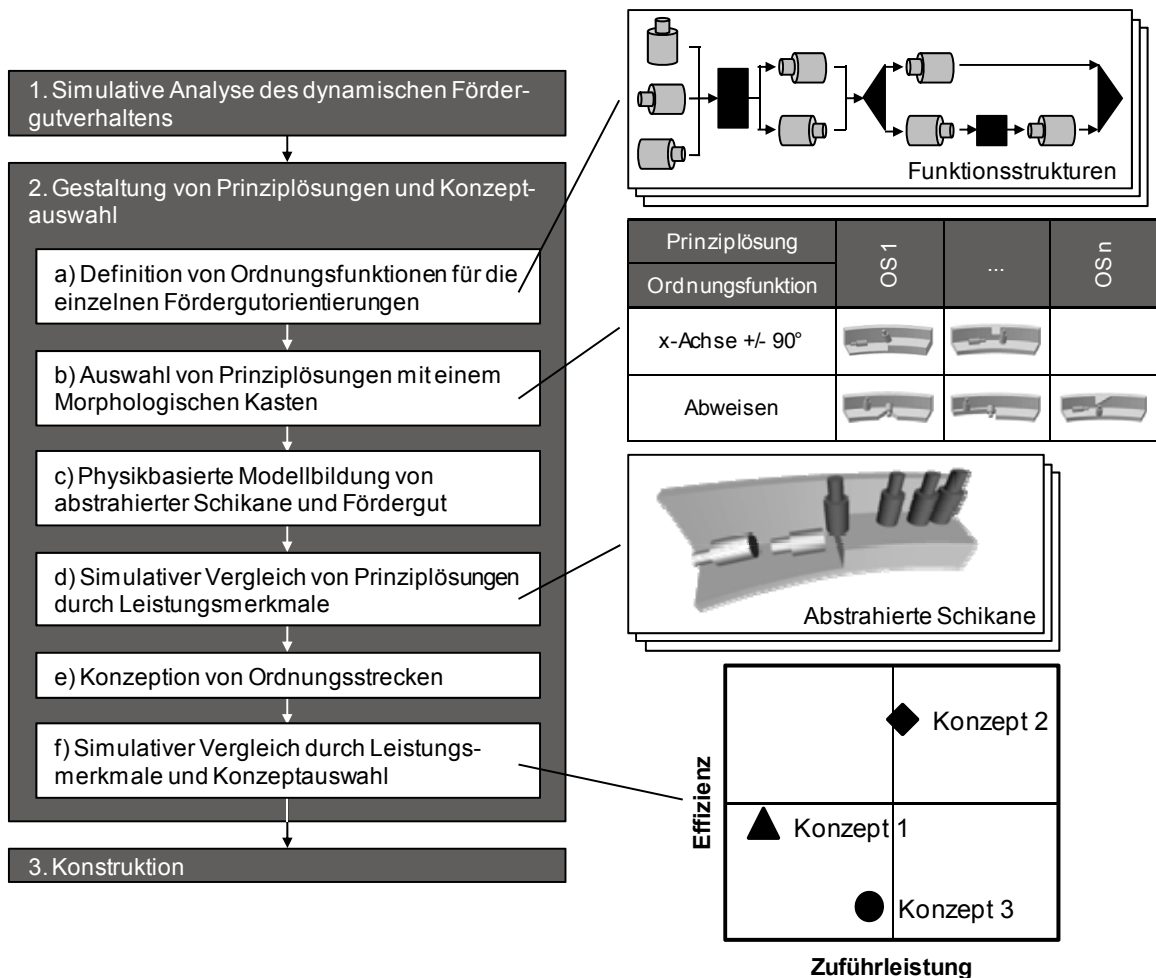 1. Simulative Analyse des dynamischen Förder-
gutverhaltens
2. Gestaltung von Prinziplösungen und Konzept-
auswahl
a) Definition von Ordnungsfunktionen für die
einzelnen Fördergutorientierungen
b) Auswahl von Prinziplösungen mit einem
Morphologischen Kasten
c) Physikbasierte Modellbildung von
abstrahierter Schikane und Fördergut
d) Simulativer Vergleich von Prinziplösungen
durch Leistungsmerkmale
e) Konzeption von Ordnungsstrecken
f) Simulativer Vergleich durch Leistungs-
merkmale und Konzeptauswahl
3. Konstruktion
Funktionsstrukturen
Prinziplösung
Ordnungsfunktion
OS 1
...
OS n
x-Achse +/- 90°
Abweisen
Abstrahierte Schikane
Effizienz
Konzept 2
Konzept 1
Konzept 3
Zuführleistung